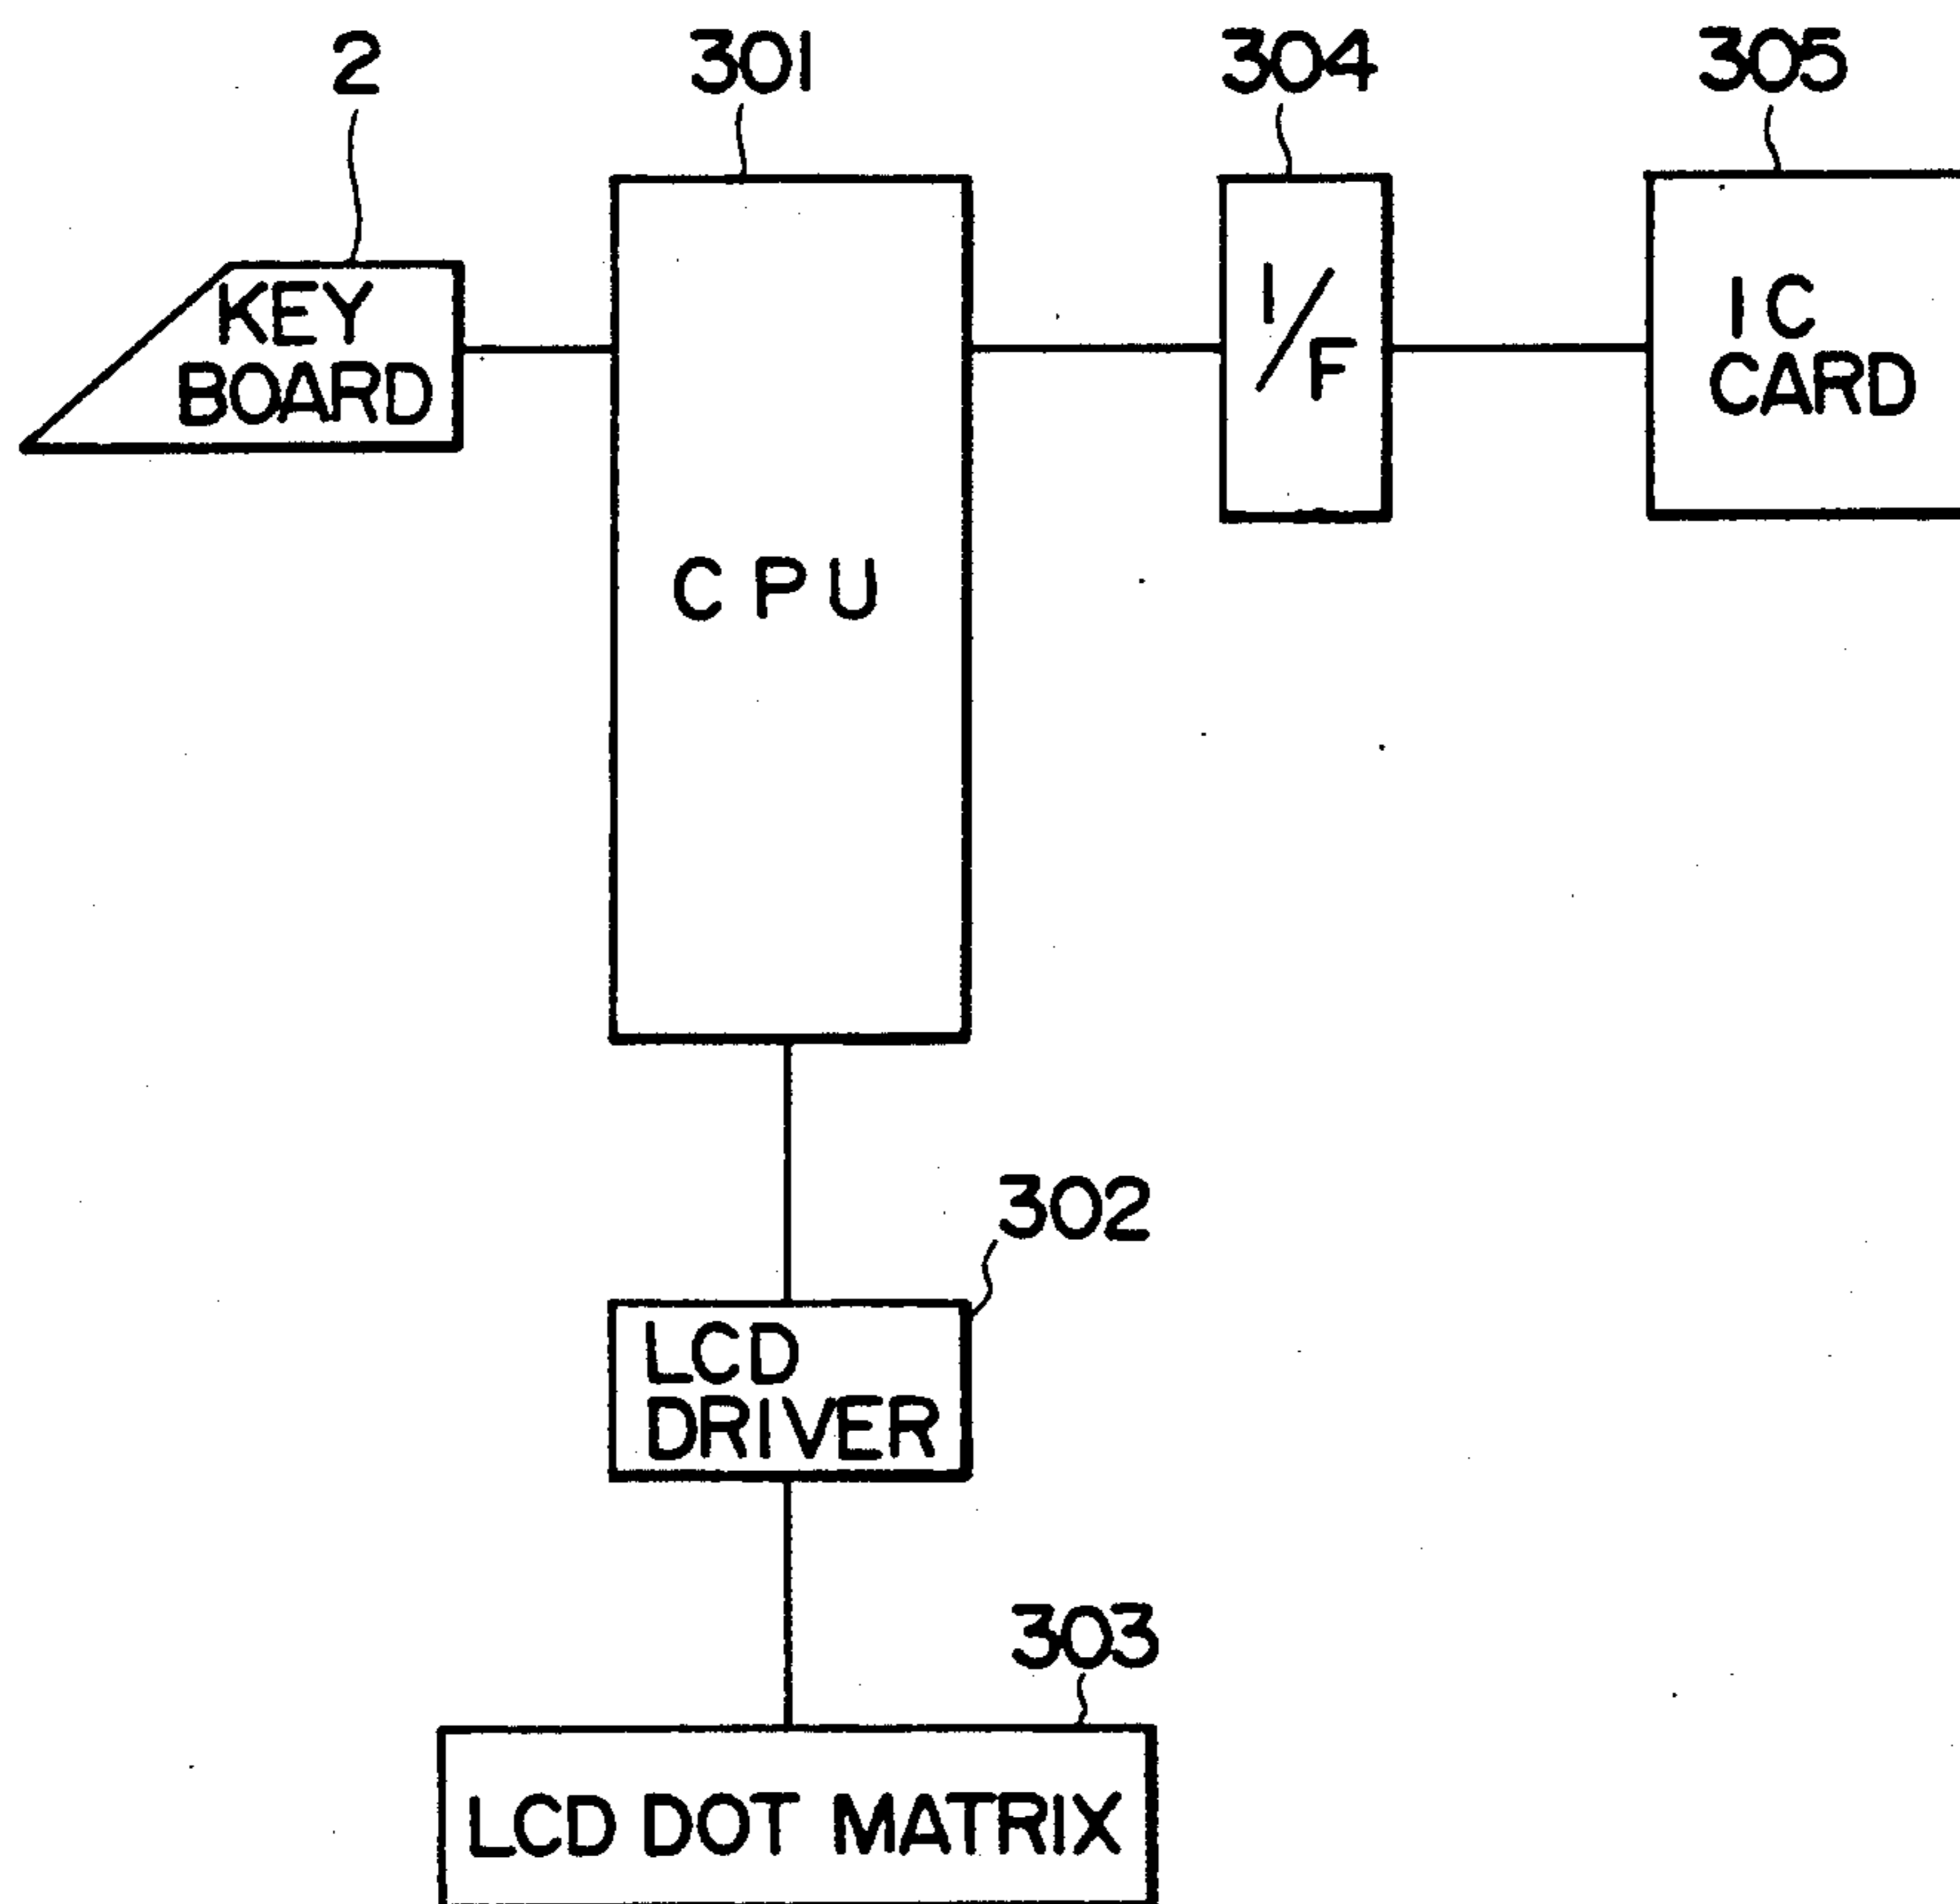 2
301
304
305
KEY
BOARD
CPU
I/F
IC
CARD
302
LCD
DRIVER
303
LCD DOT MATRIX